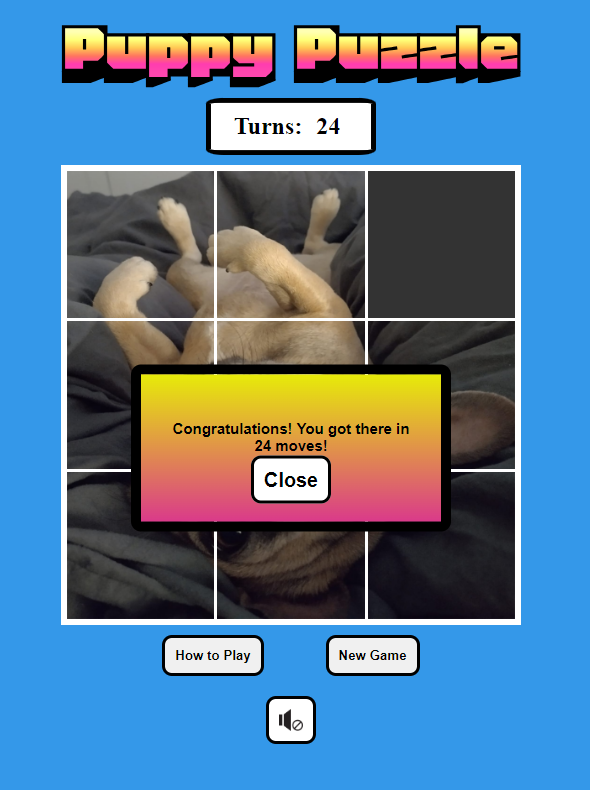 Puppy Puzzle
Turns: 24
Congratulations! You got there in
24 moves!
Close
How to Play
New Game